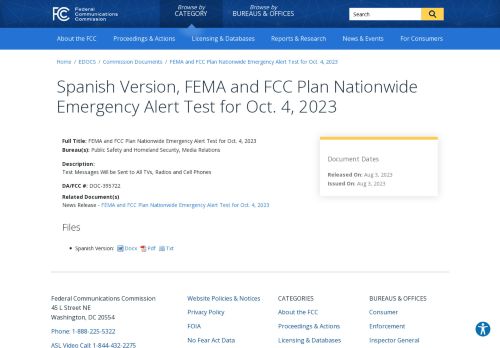 FCC
Federal
Communications
Commission
Browse by
CATEGORY
Browse by
BUREAUS & OFFICES
Search
About the FCC
Proceedings & Actions
Licensing & Databases
Reports & Research
News & Events
For Consumers
Home / EDOCS / Commission Documents / FEMA and FCC Plan Nationwide Emergency Alert Test for Oct. 4, 2023
Spanish Version, FEMA and FCC Plan Nationwide
Emergency Alert Test for Oct. 4, 2023
Full Title: FEMA and FCC Plan Nationwide Emergency Alert Test for Oct. 4, 2023
Bureau(s): Public Safety and Homeland Security, Media Relations
Description:
Text Messages Will be Sent to All TVs, Radios and Cell Phones
DA/FCC #: DOC-395722
Related Document(s)
News Release - FEMA and FCC Plan Nationwide Emergency Alert Test for Oct. 4, 2023
Document Dates
Released On: Aug 3, 2023
Issued On: Aug 3, 2023
Files
Spanish Version: Docx Pdf Txt
Federal Communications Commission
45 L Street NE
Washington, DC 20554
Phone: 1-888-225-5322
ASL Video Call: 1-844-432-2275
Website Policies & Notices
Privacy Policy
FOIA
No Fear Act Data
CATEGORIES
About the FCC
Proceedings & Actions
Licensing & Databases
BUREAUS & OFFICES
Consumer
Enforcement
Inspector General